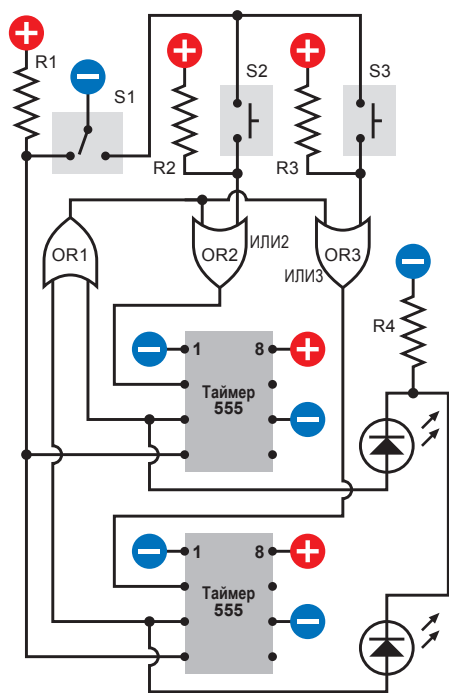 R1
S1
S2
S3
R2
R3
OR1
OR2
ИЛИ2
OR3
ИЛИ3
R4
1 8
Таймер
555
1 8
Таймер
555